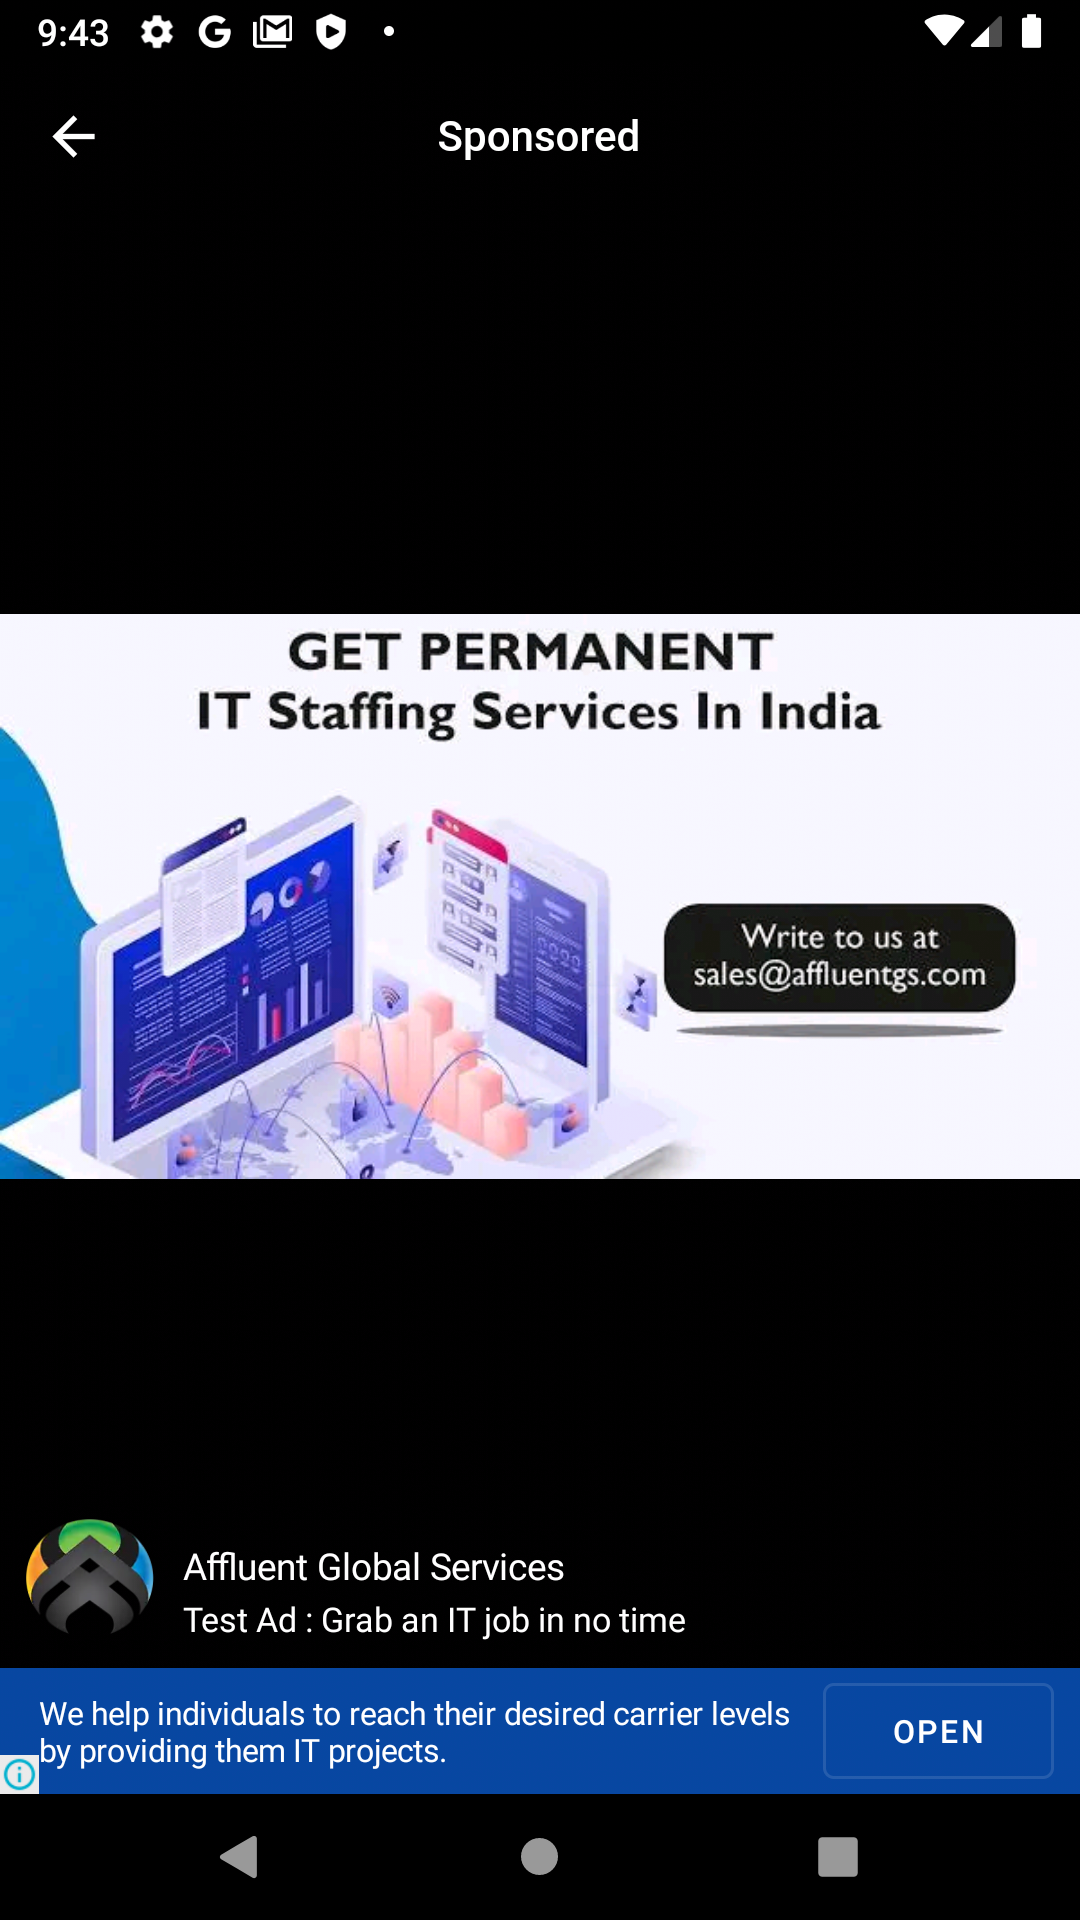 9:43
Sponsored
GET PERMANENT
IT Staffing Services In India
Write to us at
sales@affluentgs.com
Affluent Global Services
Test Ad : Grab an IT job in no time
We help individuals to reach their desired carrier levels
by providing them IT projects.
OPEN